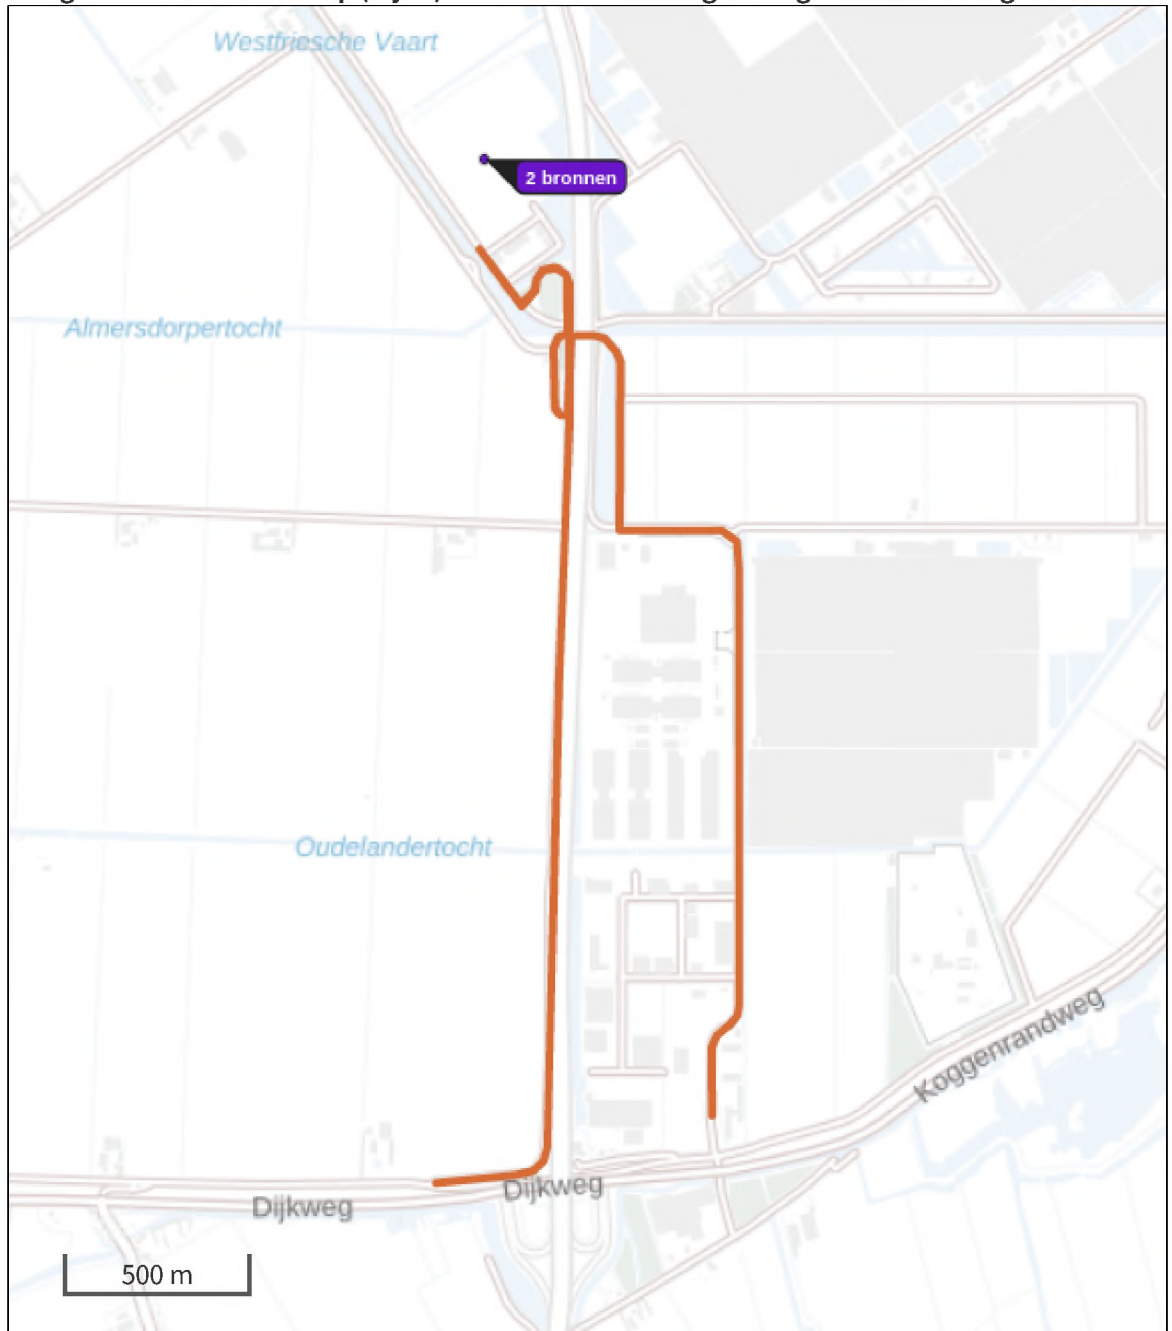 Westfriesche Vaart
2 bronnen
Almersdorpertocht
Oudelandertocht
Koggenrandweg
Dijkweg
Dijkweg
500 m